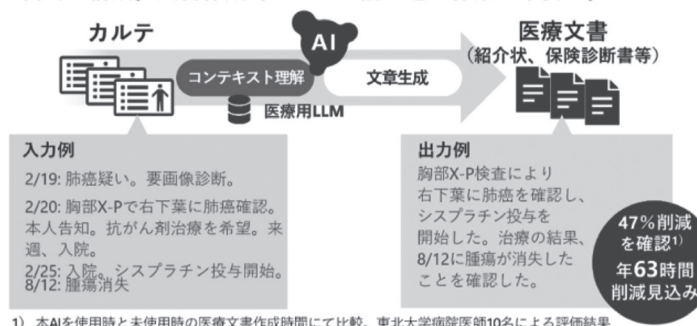 カルテ
AI
医療文書
(紹介状、保険診断書等)
コンテキスト理解
文章生成
医療用LLM
入力例
2/19: 肺癌疑い。要画像診断。
2/20: 胸部X-Pで右下葉に肺癌確認。
本人告知。抗がん剤治療を希望。来
週、入院。
2/25: 入院。シスプラチン投与開始。
8/12: 腫瘍消失
出力例
胸部X-P検査により
右下葉に肺癌を確認し、
シスプラチン投与を
開始した。治療の結果、
8/12に腫瘍が消失した
ことを確認した。
47%削減
を確認1)
年63時間
削減見込み
1) 本AIを使用時と未使用時の医療文書作成時間にて比較。東北大学病院医師10名による評価結果